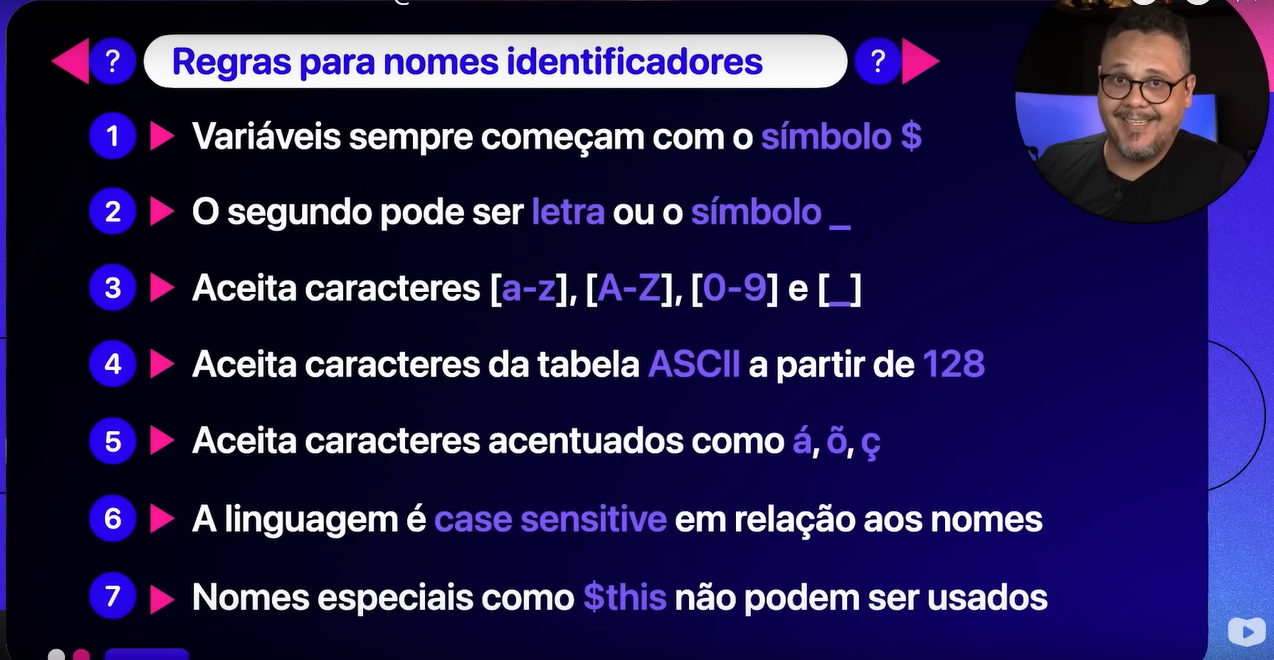 ? Regras para nomes identificadores ?
1 Variáveis sempre começam com o símbolo $
2 O segundo pode ser letra ou o símbolo _
3 Aceita caracteres [a-z], [A-Z], [0-9] e [_]
4 Aceita caracteres da tabela ASCII a partir de 128
5 Aceita caracteres acentuados como á, õ, ç
6 A linguagem é case sensitive em relação aos nomes
7 Nomes especiais como $this não podem ser usados